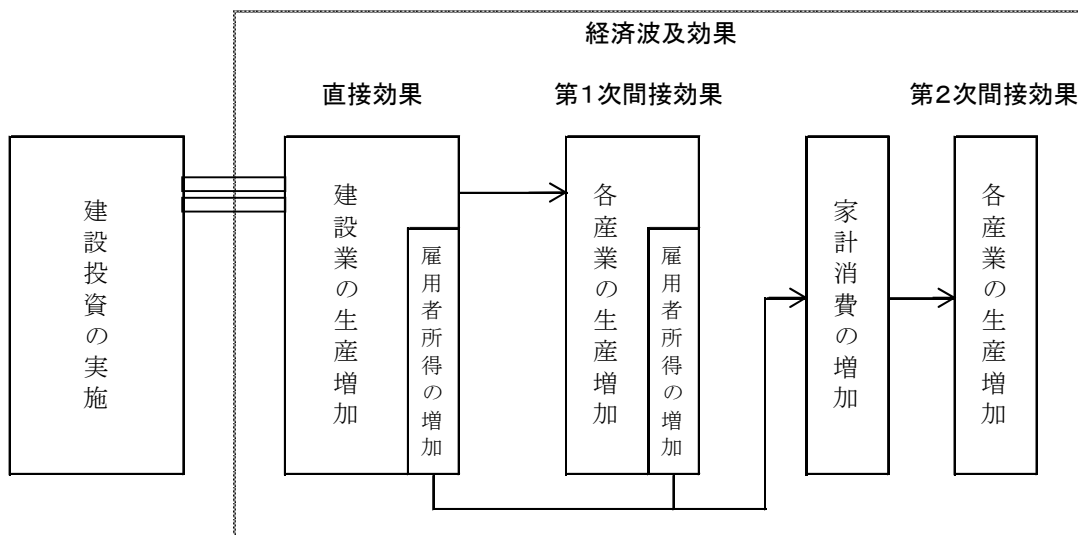 経済波及効果
直接効果
第1次間接効果
第2次間接効果
建設投資の実施
建設業の生産増加
雇用者所得の増加
各産業の生産増加
雇用者所得の増加
家計消費の増加
各産業の生産増加